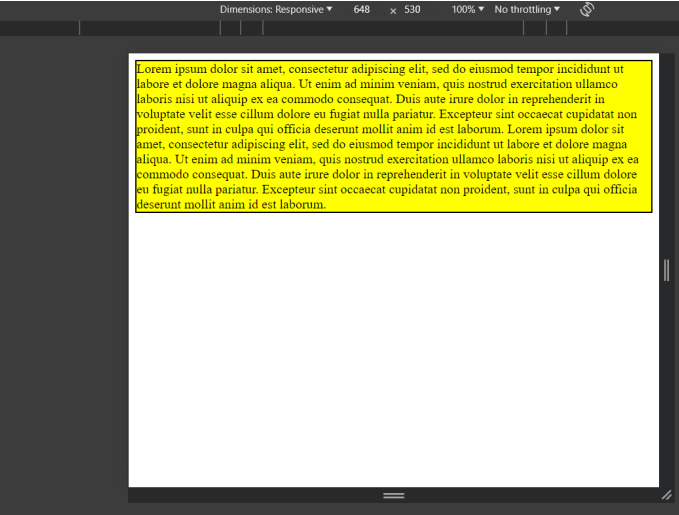 Dimensions: Responsive ▼ 648 × 530 100% ▼ No throttling ▼
Lorem ipsum dolor sit amet, consectetur adipiscing elit, sed do eiusmod tempor incididunt ut
labore et dolore magna aliqua. Ut enim ad minim veniam, quis nostrud exercitation ullamco
laboris nisi ut aliquip ex ea commodo consequat. Duis aute irure dolor in reprehenderit in
voluptate velit esse cillum dolore eu fugiat nulla pariatur. Excepteur sint occaecat cupidatat non
proident, sunt in culpa qui officia deserunt mollit anim id est laborum. Lorem ipsum dolor sit
amet, consectetur adipiscing elit, sed do eiusmod tempor incididunt ut labore et dolore magna
aliqua. Ut enim ad minim veniam, quis nostrud exercitation ullamco laboris nisi ut aliquip ex ea
commodo consequat. Duis aute irure dolor in reprehenderit in voluptate velit esse cillum dolore
eu fugiat nulla pariatur. Excepteur sint occaecat cupidatat non proident, sunt in culpa qui officia
deserunt mollit anim id est laborum.